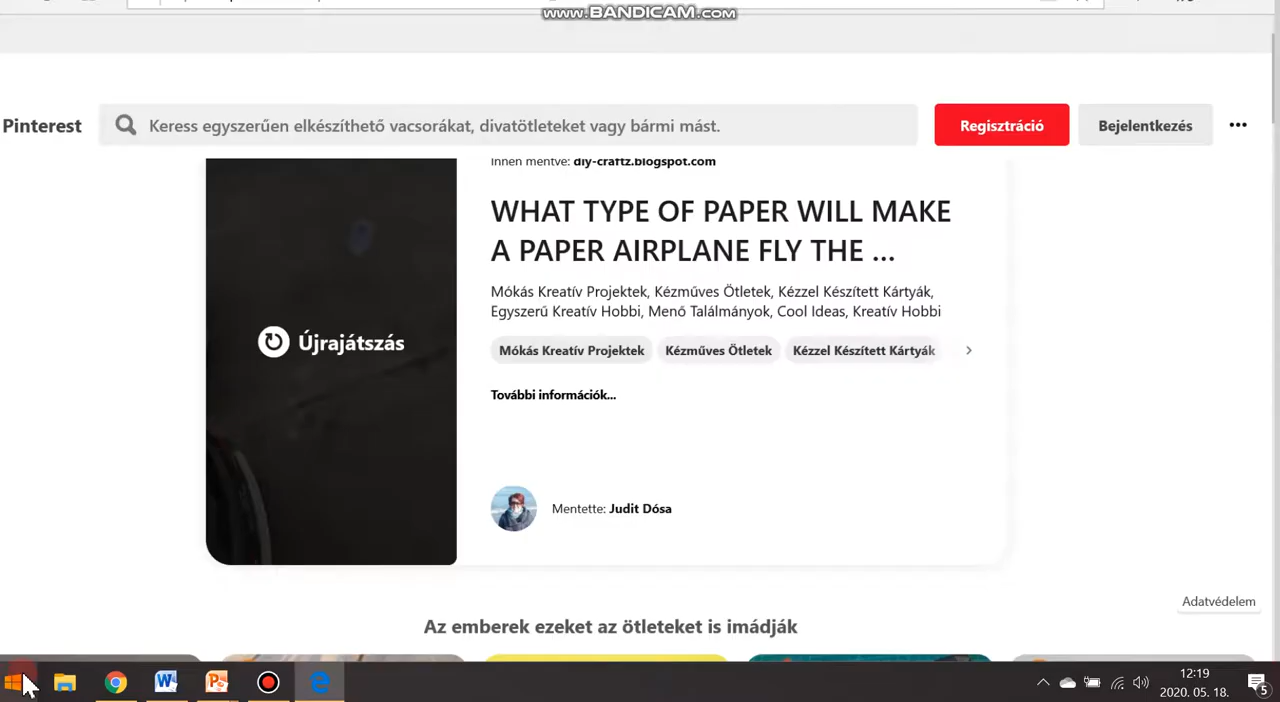 www.BANDICAM.com
Pinterest
Keress egyszerűen elkészíthető vacsorákat, divatötleteket vagy bármi mást.
Regisztráció
Bejelentkezés
Innen mentve: diy-craftz.blogspot.com
WHAT TYPE OF PAPER WILL MAKE
A PAPER AIRPLANE FLY THE ...
Mókás Kreatív Projektek, Kézműves Ötletek, Kézzel Készített Kártyák,
Egyszerű Kreatív Hobbi, Menő Találmányok, Cool Ideas, Kreatív Hobbi
Újrajátszás
Mókás Kreatív Projektek
Kézműves Ötletek
Kézzel Készített Kártyák
További információk...
Mentette: Judit Dósa
Adatvédelem
Az emberek ezeket az ötleteket is imádják
12:19
2020. 05. 18.
5